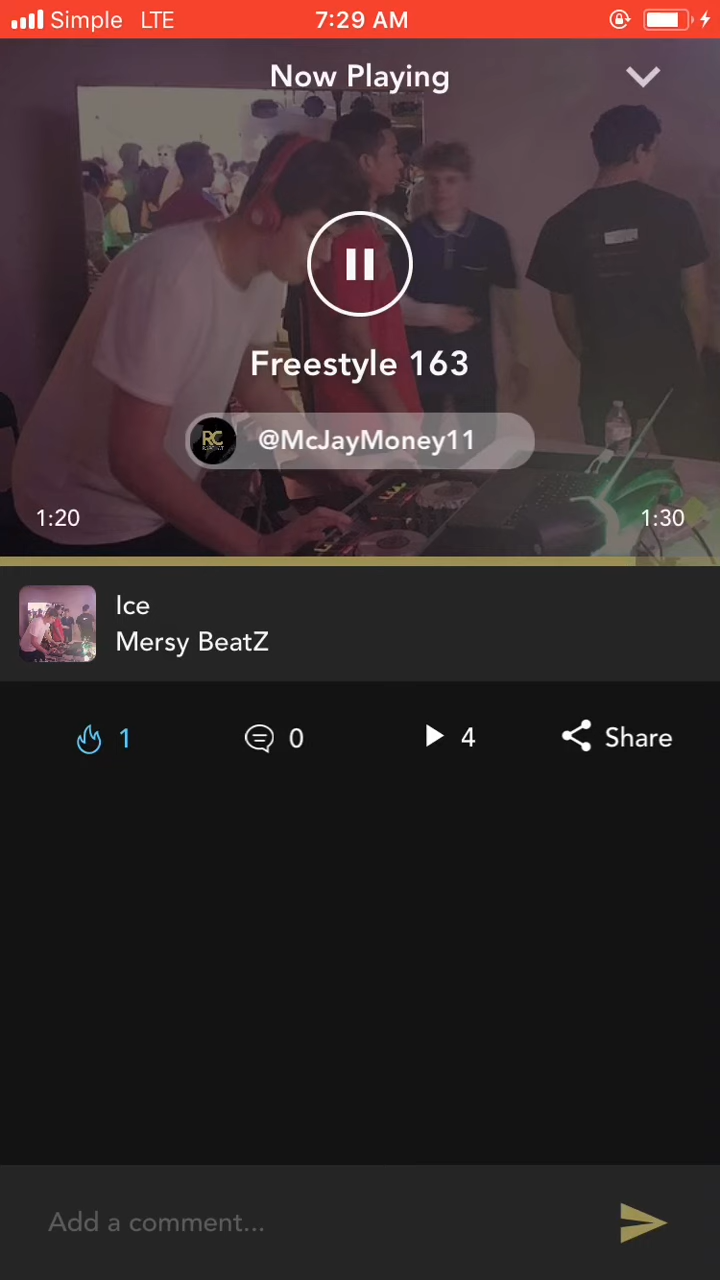 Simple LTE 7:29 AM
Now Playing
Freestyle 163
RC
@McJayMoney11
1:20 1:30
Ice
Mersy BeatZ
1 0 4 Share
Add a comment...